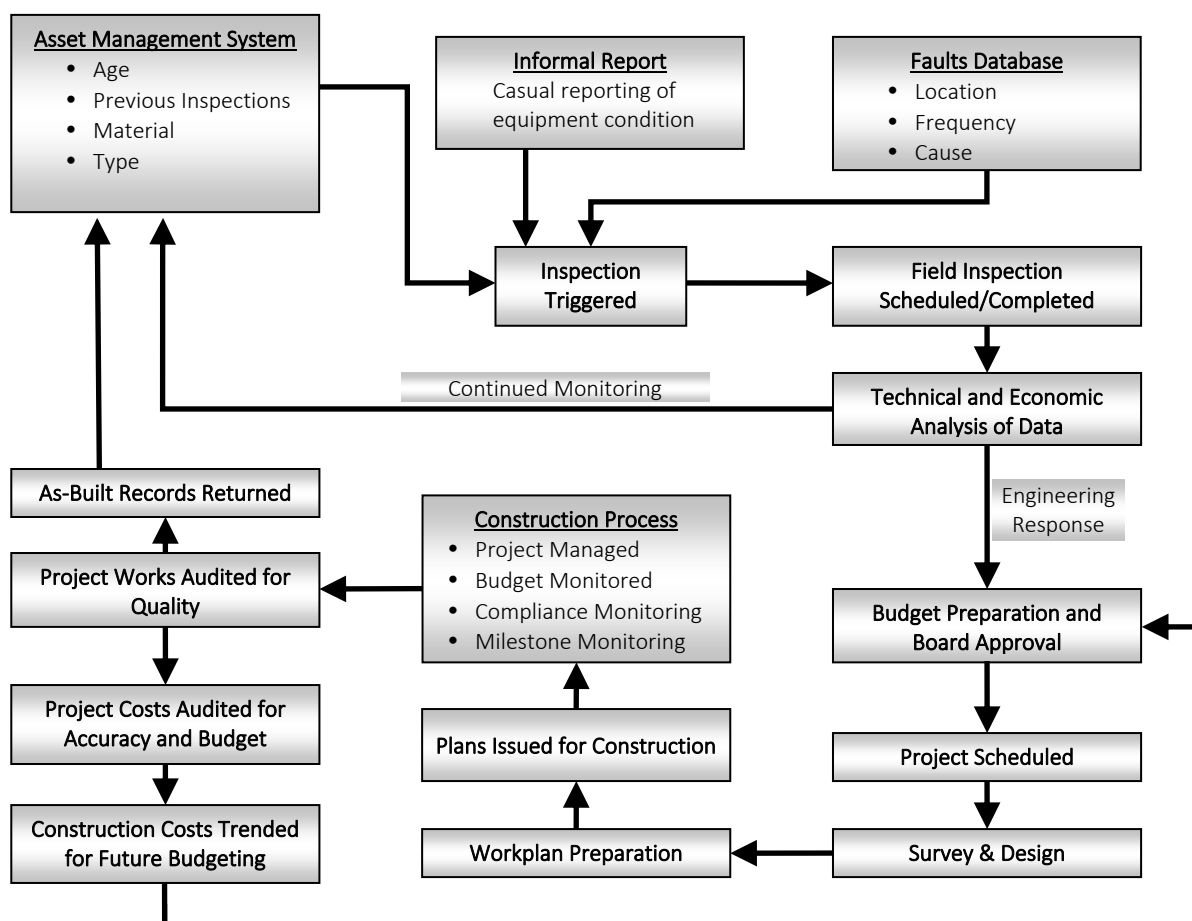 Asset Management System
• Age
• Previous Inspections
• Material
• Type
Informal Report
Casual reporting of
equipment condition
Faults Database
• Location
• Frequency
• Cause
Inspection
Triggered
Field Inspection
Scheduled/Completed
Continued Monitoring
Technical and Economic
Analysis of Data
Engineering
Response
As-Built Records Returned
Construction Process
• Project Managed
• Budget Monitored
• Compliance Monitoring
• Milestone Monitoring
Project Works Audited for
Quality
Budget Preparation and
Board Approval
Project Costs Audited for
Accuracy and Budget
Plans Issued for Construction
Project Scheduled
Construction Costs Trended
for Future Budgeting
Workplan Preparation
Survey & Design